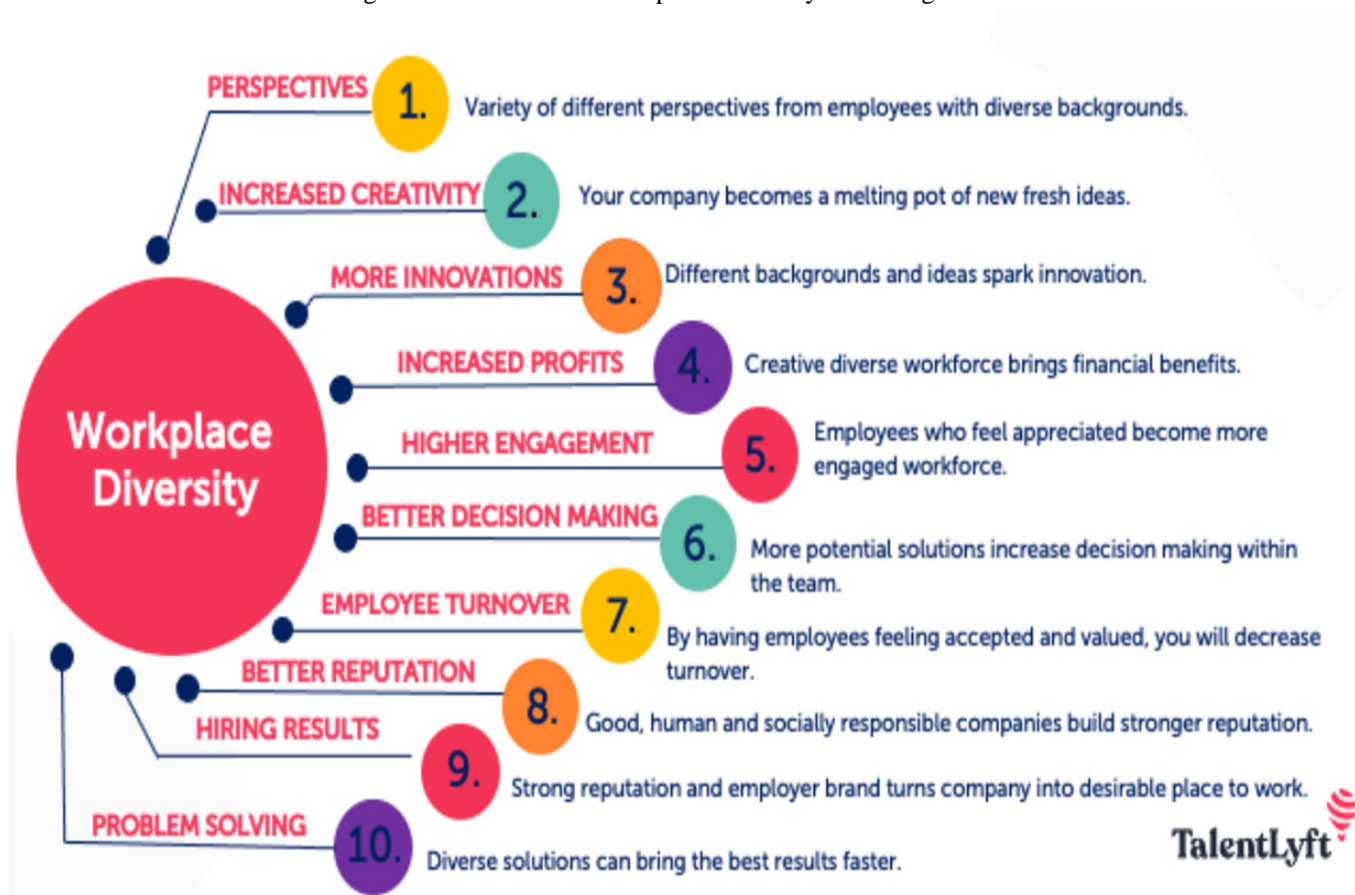 PERSPECTIVES
1.
Variety of different perspectives from employees with diverse backgrounds.
INCREASED CREATIVITY
2.
Your company becomes a melting pot of new fresh ideas.
MORE INNOVATIONS
3.
Different backgrounds and ideas spark innovation.
INCREASED PROFITS
4.
Creative diverse workforce brings financial benefits.
Workplace
Diversity
HIGHER ENGAGEMENT
5.
Employees who feel appreciated become more
engaged workforce.
BETTER DECISION MAKING
6.
More potential solutions increase decision making within
the team.
EMPLOYEE TURNOVER
7.
By having employees feeling accepted and valued, you will decrease
turnover.
BETTER REPUTATION
8.
Good, human and socially responsible companies build stronger reputation.
HIRING RESULTS
9.
Strong reputation and employer brand turns company into desirable place to work.
PROBLEM SOLVING
10.
Diverse solutions can bring the best results faster.
TalentLyft